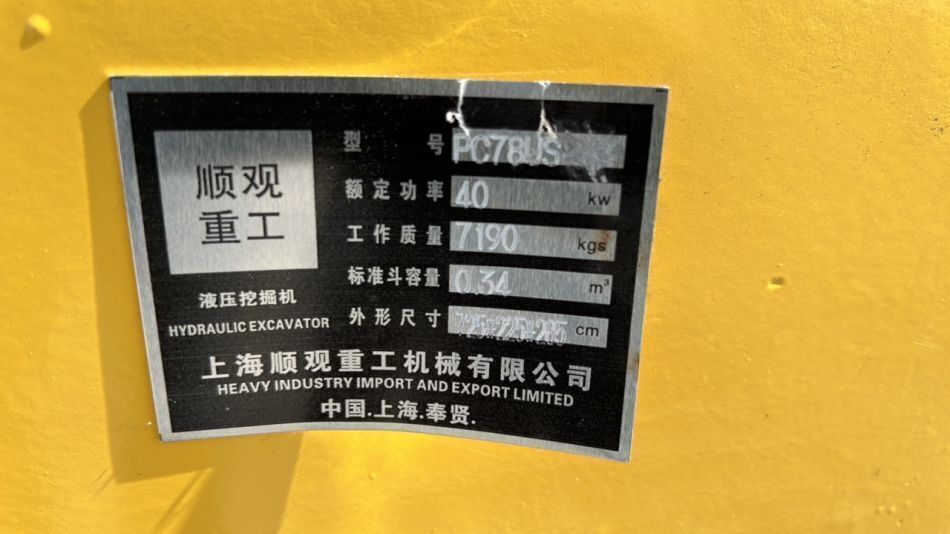 顺观
重工
液压挖掘机
HYDRAULIC EXCAVATOR
型号 PC78US
额定功率 40 kw
工作质量 7190 kgs
标准斗容量 0.34 m³
外形尺寸 725*225*265 cm
上海顺观重工机械有限公司
HEAVY INDUSTRY IMPORT AND EXPORT LIMITED
中国.上海.奉贤.